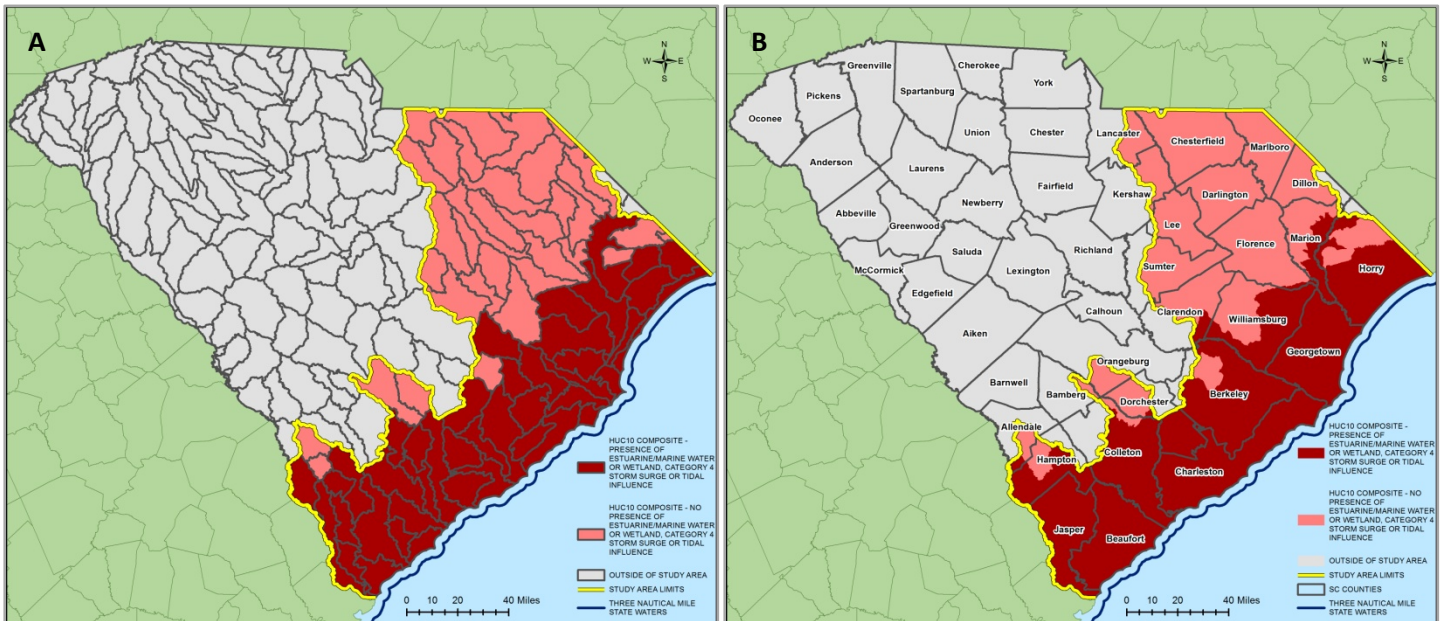 A
N
W E
S
HUC10 COMPOSITE -
PRESENCE OF
ESTUARINE/MARINE WATER
OR WETLAND, CATEGORY 4
STORM SURGE OR TIDAL
INFLUENCE
HUC10 COMPOSITE - NO
PRESENCE OF
ESTUARINE/MARINE WATER
OR WETLAND, CATEGORY 4
STORM SURGE OR TIDAL
INFLUENCE
OUTSIDE OF STUDY AREA
STUDY AREA LIMITS
THREE NAUTICAL MILE
STATE WATERS
0 10 20 40 Miles
B
N
W E
S
Greenville
Cherokee
York
Pickens
Spartanburg
Oconee
Union
Chester
Lancaster
Chesterfield
Marlboro
Anderson
Laurens
Fairfield
Kershaw
Darlington
Dillon
Newberry
Abbeville
Greenwood
Lee
Saluda
Richland
Florence
Marion
McCormick
Lexington
Sumter
Horry
Edgefield
Calhoun
Clarendon
Williamsburg
Aiken
Georgetown
Orangeburg
Barnwell
Bamberg
Dorchester
Berkeley
Allendale
Colleton
Hampton
Charleston
Jasper
Beaufort
HUC10 COMPOSITE -
PRESENCE OF
ESTUARINE/MARINE WATER
OR WETLAND, CATEGORY 4
STORM SURGE OR TIDAL
INFLUENCE
HUC10 COMPOSITE - NO
PRESENCE OF
ESTUARINE/MARINE WATER
OR WETLAND, CATEGORY 4
STORM SURGE OR TIDAL
INFLUENCE
OUTSIDE OF STUDY AREA
STUDY AREA LIMITS
SC COUNTIES
THREE NAUTICAL MILE
STATE WATERS
0 10 20 40 Miles